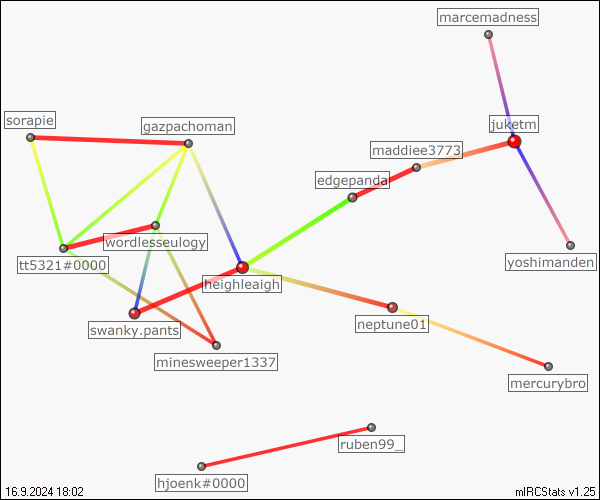 marcemadness
sorapie
gazpachoman
juketm
maddiee3773
edgepanda
wordlesseulogy
tt5321#0000
yoshimanden
heighleaigh
swanky.pants
neptune01
minesweeper1337
mercurybro
ruben99_
hjoenk#0000
16.9.2024 18:02
mIRCStats v1.25